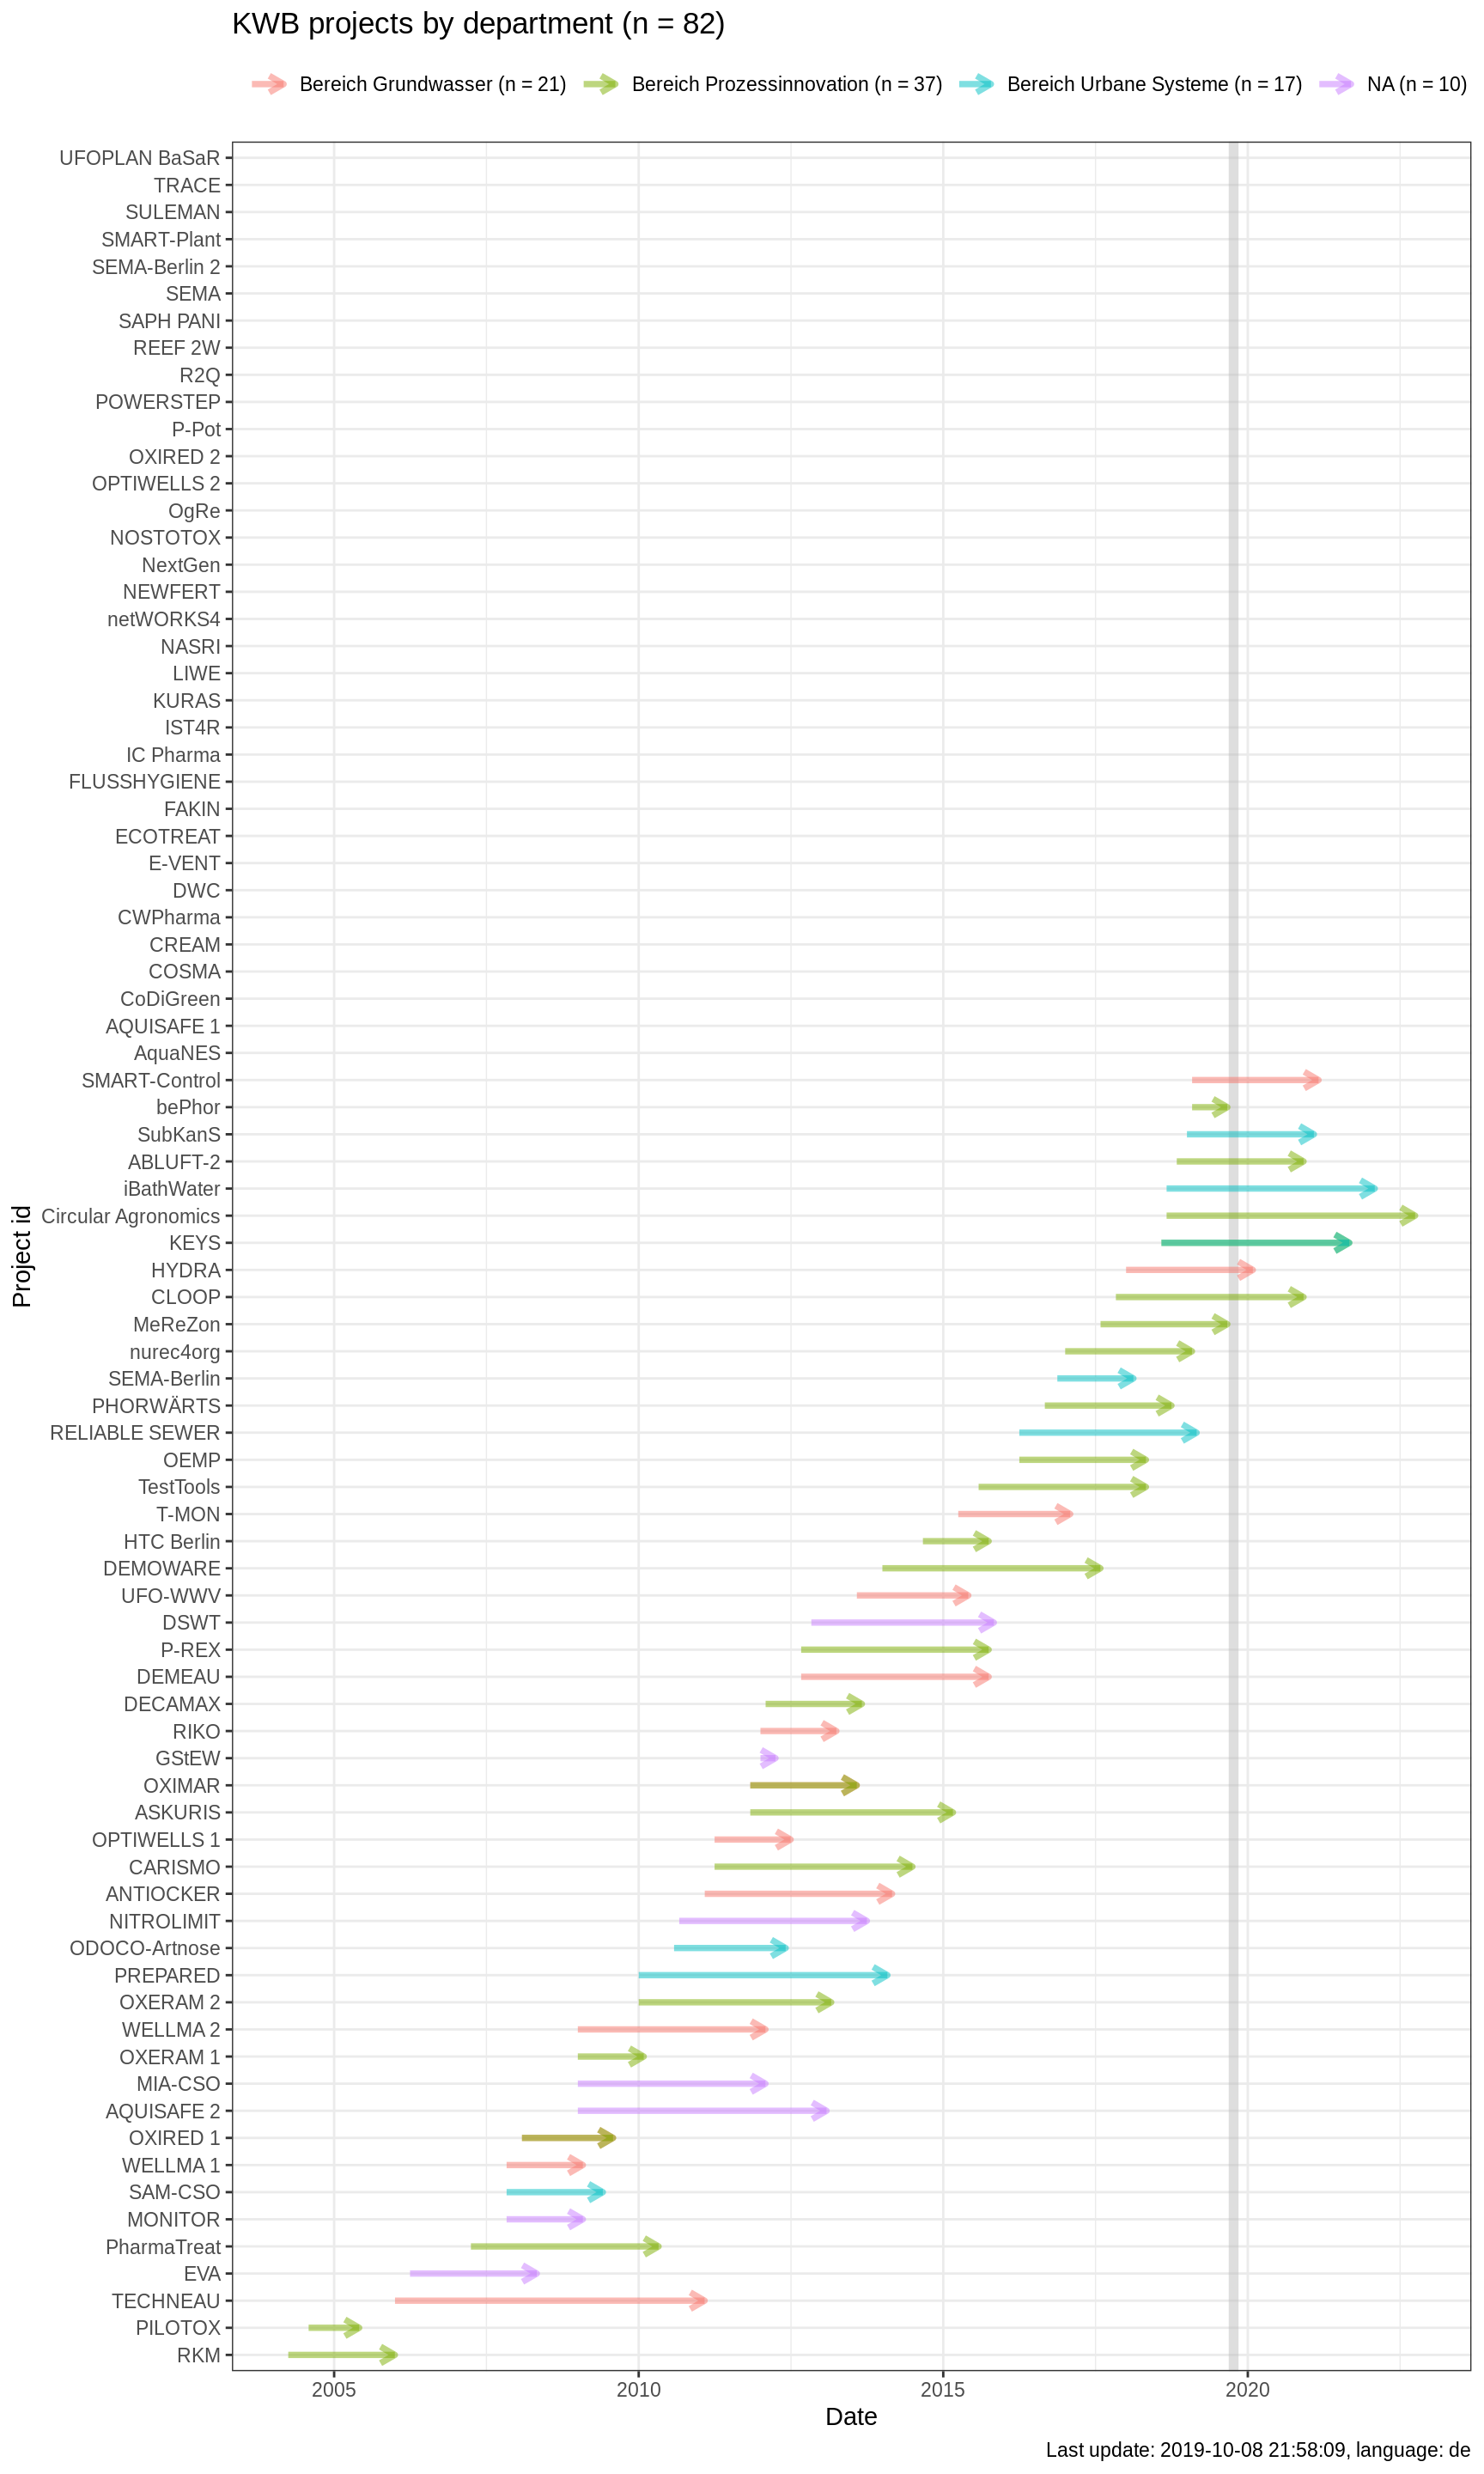 KWB projects by department (n = 82)
Bereich Grundwasser (n = 21) Bereich Prozessinnovation (n = 37) Bereich Urbane Systeme (n = 17) NA (n = 10)
UFOPLAN BaSaR
TRACE
SULEMAN
SMART-Plant
SEMA-Berlin 2
SEMA
SAPH PANI
REEF 2W
R2Q
POWERSTEP
P-Pot
OXIRED 2
OPTIWELLS 2
OgRe
NOSTOTOX
NextGen
NEWFERT
netWORKS4
NASRI
LIWE
KURAS
IST4R
IC Pharma
FLUSSHYGIENE
FAKIN
ECOTREAT
E-VENT
DWC
CWPharma
CREAM
COSMA
CoDiGreen
AQUISAFE 1
AquaNES
SMART-Control
bePhor
SubKanS
ABLUFT-2
iBathWater
Circular Agronomics
KEYS
HYDRA
CLOOP
MeReZon
nurec4org
SEMA-Berlin
PHORWÄRTS
RELIABLE SEWER
OEMP
TestTools
T-MON
HTC Berlin
DEMOWARE
UFO-WWV
DSWT
P-REX
DEMEAU
DECAMAX
RIKO
GStEW
OXIMAR
ASKURIS
OPTIWELLS 1
CARISMO
ANTIOCKER
NITROLIMIT
ODOCO-Artnose
PREPARED
OXERAM 2
WELLMA 2
OXERAM 1
MIA-CSO
AQUISAFE 2
OXIRED 1
WELLMA 1
SAM-CSO
MONITOR
PharmaTreat
EVA
TECHNEAU
PILOTOX
RKM
Project id
2005 2010 2015 2020
Date
Last update: 2019-10-08 21:58:09, language: de